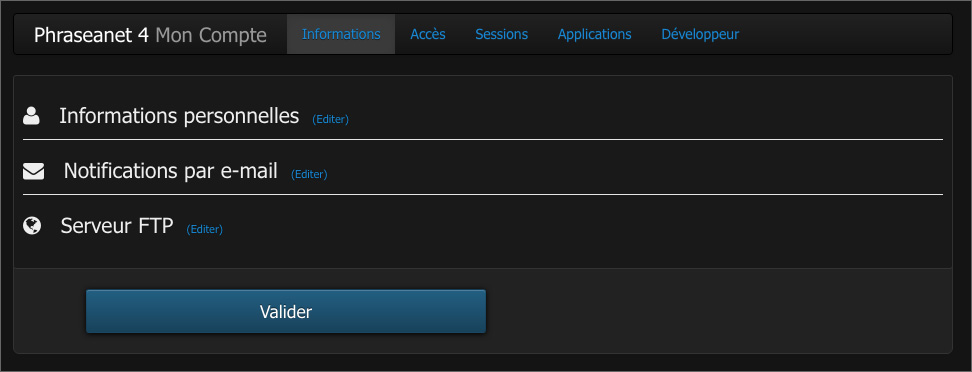 Phraseanet 4 Mon Compte Informations Accès Sessions Applications Développeur
Informations personnelles (Editer)
Notifications par e-mail (Editer)
Serveur FTP (Editer)
Valider